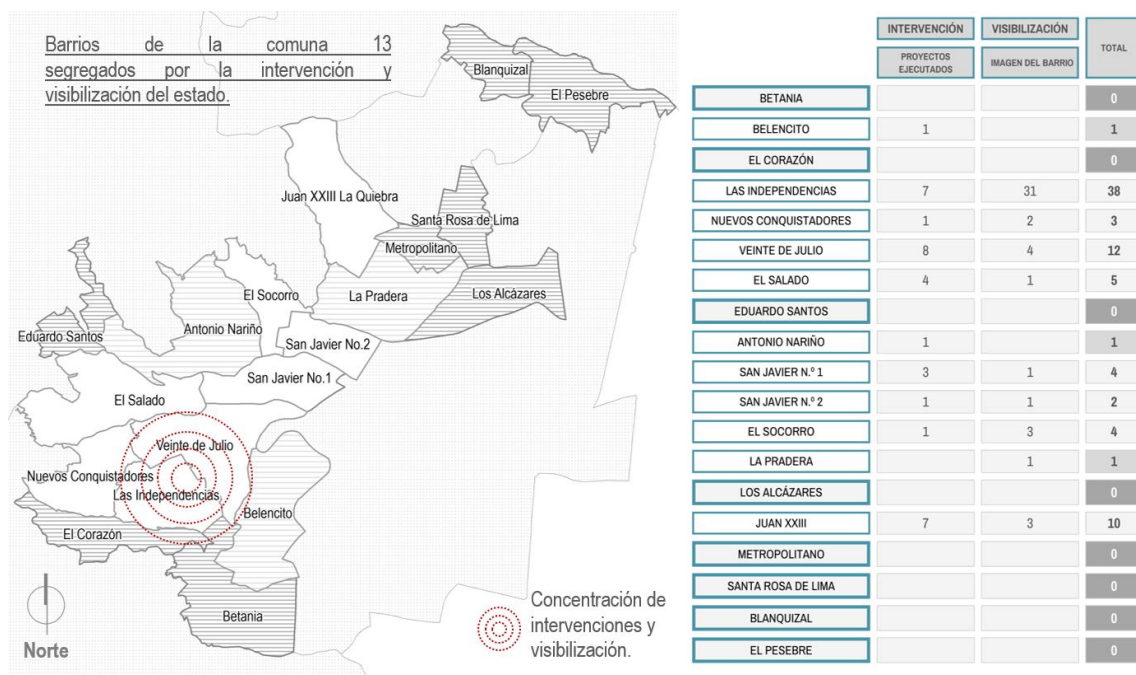 Barrios de la comuna 13
segregados por la intervención y
visibilización del estado.
Blanquizal
El Pesebre
Juan XXIII La Quiebra
Santa Rosa de Lima
Metropolitano
El Socorro
La Pradera
Los Alcázares
Eduardo Santos
Antonio Nariño
San Javier No.2
San Javier No.1
El Salado
Veinte de Julio
Nuevos Conquistadores
Las Independencias
Belencito
El Corazón
Betania
Norte
Concentración de
intervenciones y
visibilización.
INTERVENCIÓN VISIBILIZACIÓN TOTAL
PROYECTOS
EJECUTADOS
IMAGEN DEL BARRIO
BETANIA 0
BELENCITO 1 1
EL CORAZÓN 0
LAS INDEPENDENCIAS 7 31 38
NUEVOS CONQUISTADORES 1 2 3
VEINTE DE JULIO 8 4 12
EL SALADO 4 1 5
EDUARDO SANTOS 0
ANTONIO NARIÑO 1 1
SAN JAVIER N.º 1 3 1 4
SAN JAVIER N.º 2 1 1 2
EL SOCORRO 1 3 4
LA PRADERA 1 1
LOS ALCÁZARES 0
JUAN XXIII 7 3 10
METROPOLITANO 0
SANTA ROSA DE LIMA 0
BLANQUIZAL 0
EL PESEBRE 0